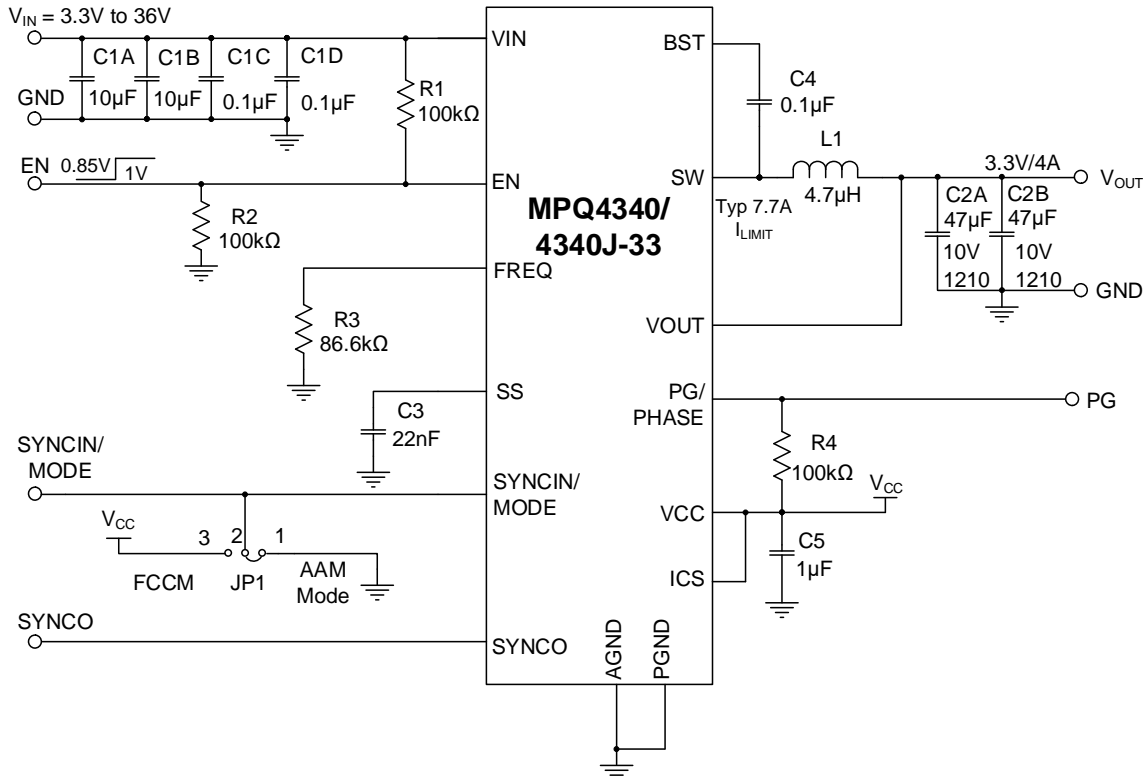 V_IN = 3.3V to 36V
C1A C1B C1C C1D
10µF 10µF 0.1µF 0.1µF
GND
R1
100kΩ
EN 0.85V 1V
R2
100kΩ
R3
86.6kΩ
C3
22nF
SYNCIN/
MODE
V_CC
3 2 1
FCCM JP1 AAM
Mode
SYNCO
VIN
EN
FREQ
SS
SYNCIN/
MODE
SYNCO
MPQ4340/
4340J-33
BST
SW
VOUT
PG/
PHASE
VCC
ICS
AGND
PGND
C4
0.1µF
L1
4.7µH
Typ 7.7A
I_LIMIT
3.3V/4A
V_OUT
C2A C2B
47µF 47µF
10V 10V
1210 1210
GND
PG
R4
100kΩ
V_CC
C5
1µF